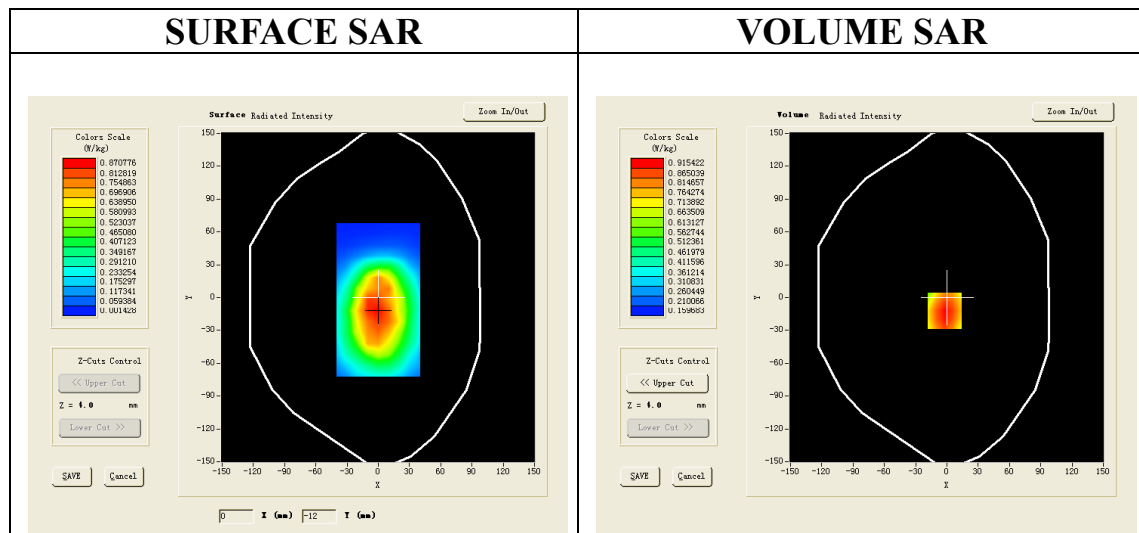 SURFACE SAR
VOLUME SAR
Surface Radiated Intensity
Zoom In/Out
Colors Scale
(W/kg)
0.870776
0.812819
0.754863
0.696906
0.638950
0.580993
0.523037
0.465080
0.407123
0.349167
0.291210
0.233254
0.175297
0.117341
0.059384
0.001428
150
120
90
60
30
0
-30
-60
-90
-120
-150
Y
-150 -120 -90 -60 -30 0 30 60 90 120 150
X
Z-Cuts Control
<< Upper Cut
Z = 4.0 mm
Lower Cut >>
SAVE Cancel
0 X (mm) -12 Y (mm)
Volume Radiated Intensity
Zoom In/Out
Colors Scale
(W/kg)
0.915422
0.865039
0.814657
0.764274
0.713892
0.663509
0.613127
0.562744
0.512361
0.461979
0.411596
0.361214
0.310831
0.260449
0.210066
0.159683
150
120
90
60
30
0
-30
-60
-90
-120
-150
Y
-150 -120 -90 -60 -30 0 30 60 90 120 150
X
Z-Cuts Control
<< Upper Cut
Z = 4.0 mm
Lower Cut >>
SAVE Cancel